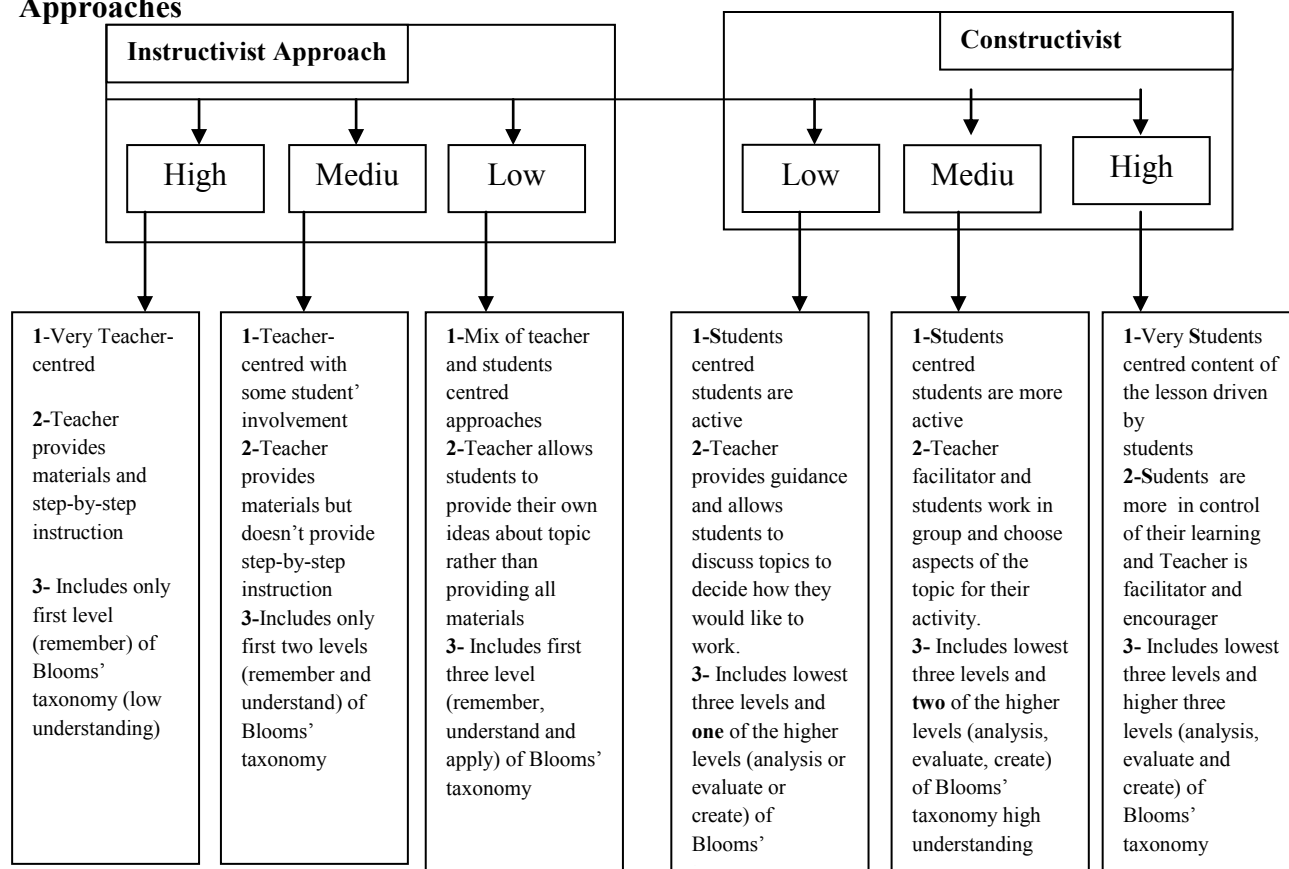 Approaches
Instructivist Approach
Constructivist
High
Mediu
Low
Low
Mediu
High
1-Very Teacher-
centred
2-Teacher
provides
materials and
step-by-step
instruction
3- Includes only
first level
(remember) of
Blooms'
taxonomy (low
understanding)
1-Teacher-
centred with
some student'
involvement
2-Teacher
provides
materials but
doesn't provide
step-by-step
instruction
3-Includes only
first two levels
(remember and
understand) of
Blooms'
taxonomy
1-Mix of teacher
and students
centred
approaches
2-Teacher allows
students to
provide their own
ideas about topic
rather than
providing all
materials
3- Includes first
three level
(remember,
understand and
apply) of Blooms'
taxonomy
1-Students
centred
students are
active
2-Teacher
provides guidance
and allows
students to
discuss topics to
decide how they
would like to
work.
3- Includes lowest
three levels and
one of the higher
levels (analysis or
evaluate or
create) of
Blooms'
1-Students
centred
students are more
active
2-Teacher
facilitator and
students work in
group and choose
aspects of the
topic for their
activity.
3- Includes lowest
three levels and
two of the higher
levels (analysis,
evaluate, create)
of Blooms'
taxonomy high
understanding
1-Very Students
centred content of
the lesson driven
by
students
2-Sudents are
more in control
of their learning
and Teacher is
facilitator and
encourager
3- Includes lowest
three levels and
higher three
levels (analysis,
evaluate and
create) of
Blooms'
taxonomy